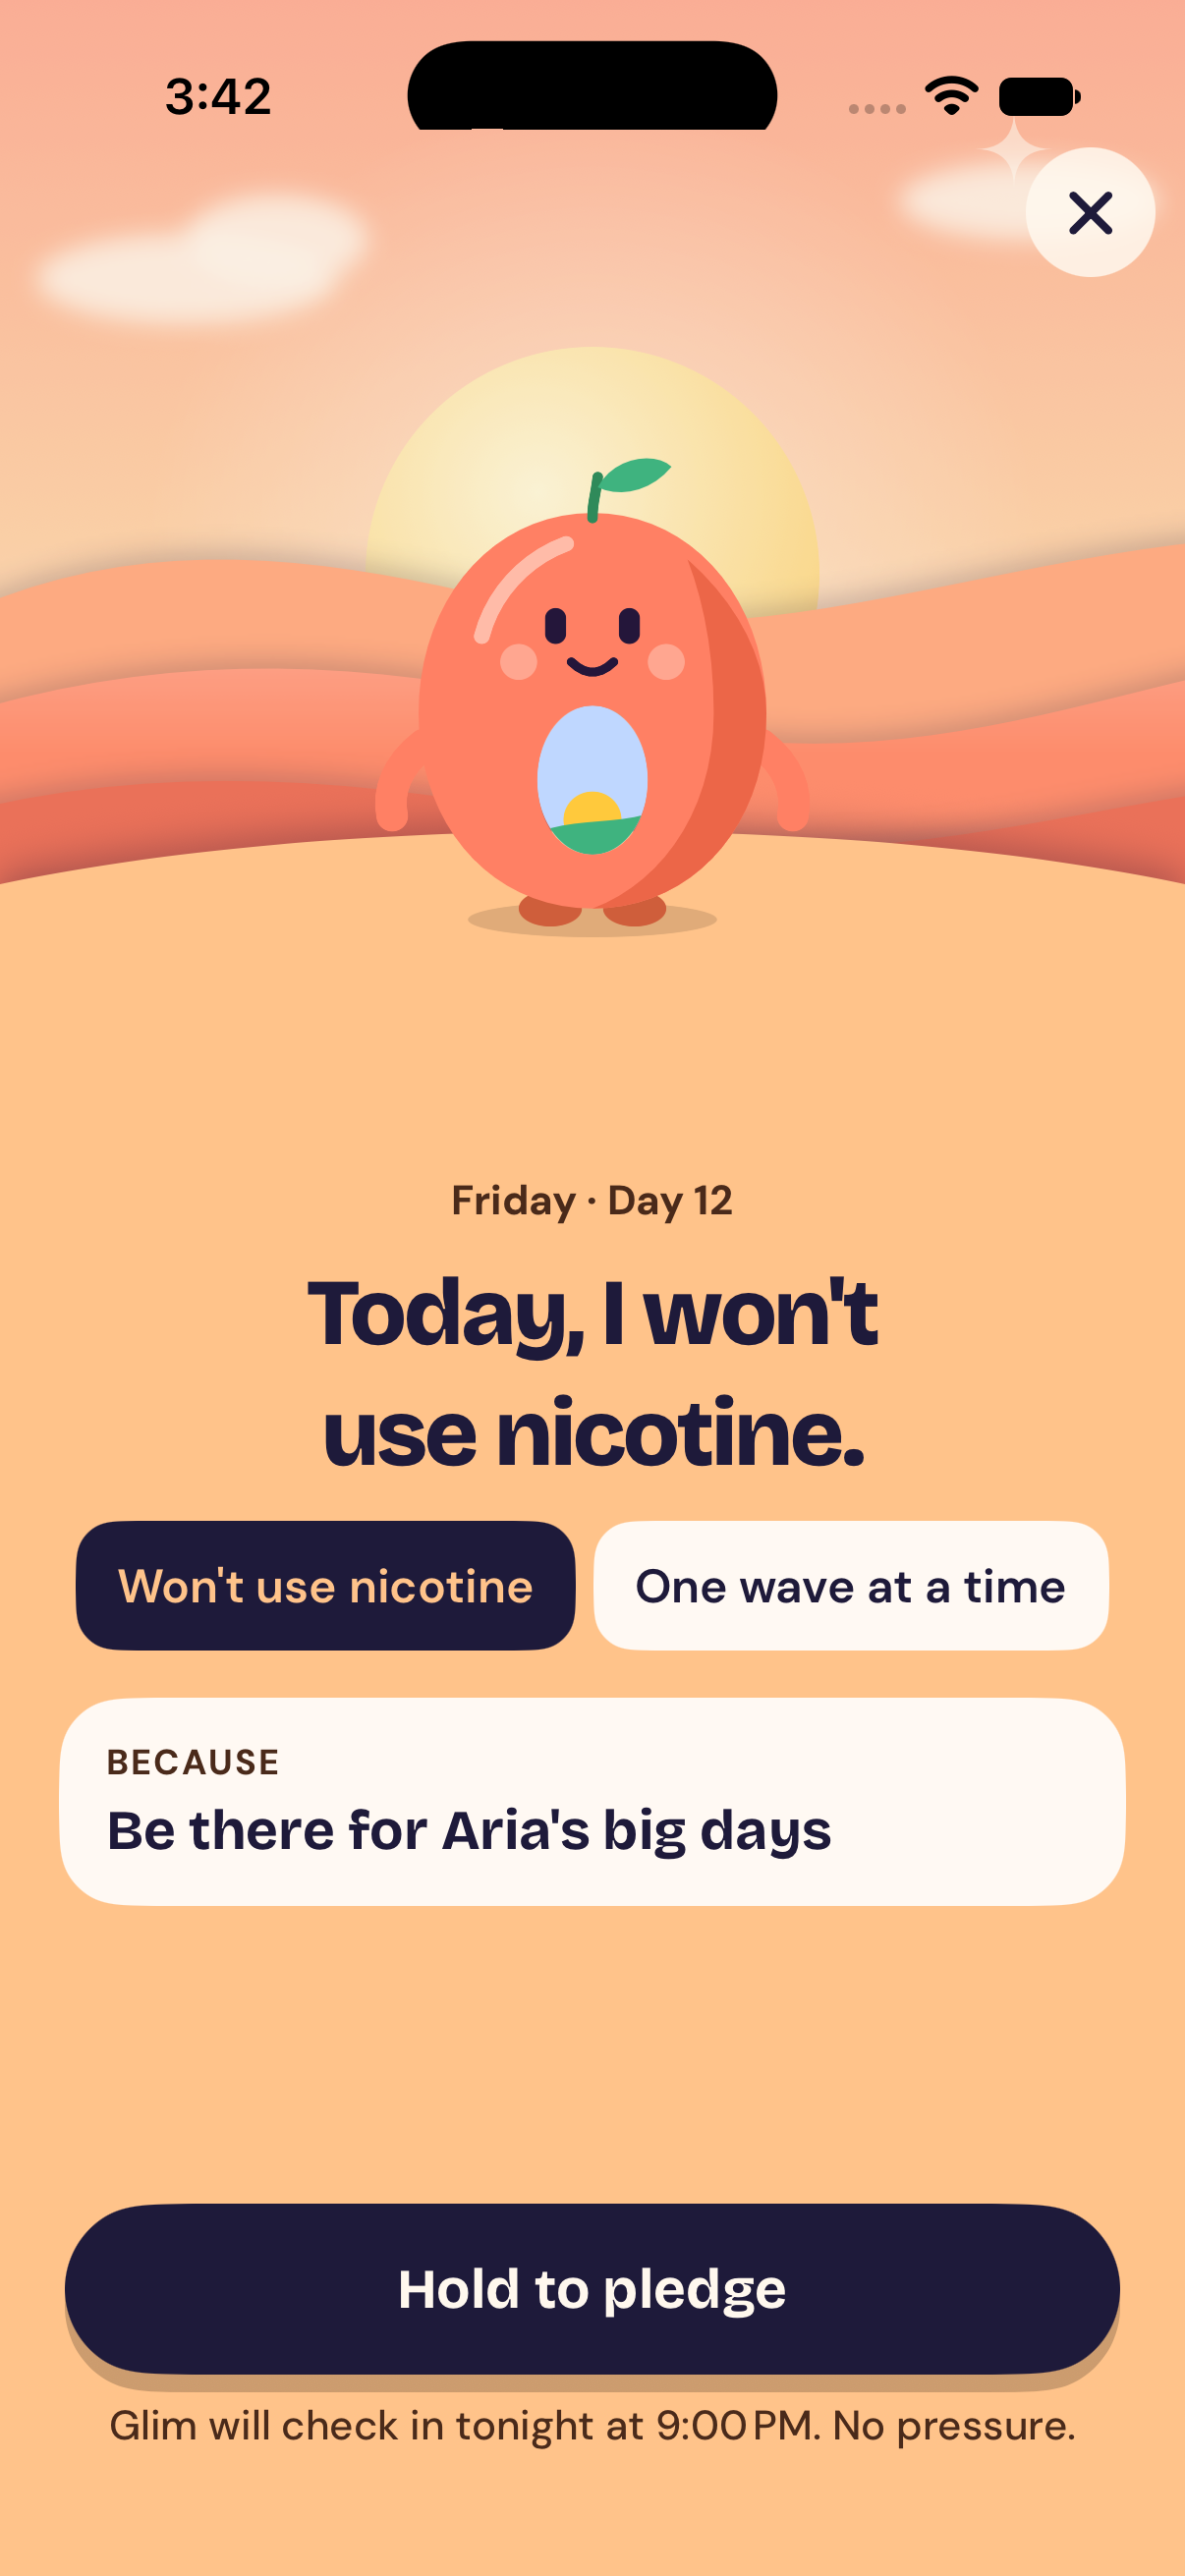 3:42
Friday · Day 12
Today, I won't
use nicotine.
Won't use nicotine
One wave at a time
BECAUSE
Be there for Aria's big days
Hold to pledge
Glim will check in tonight at 9:00 PM. No pressure.